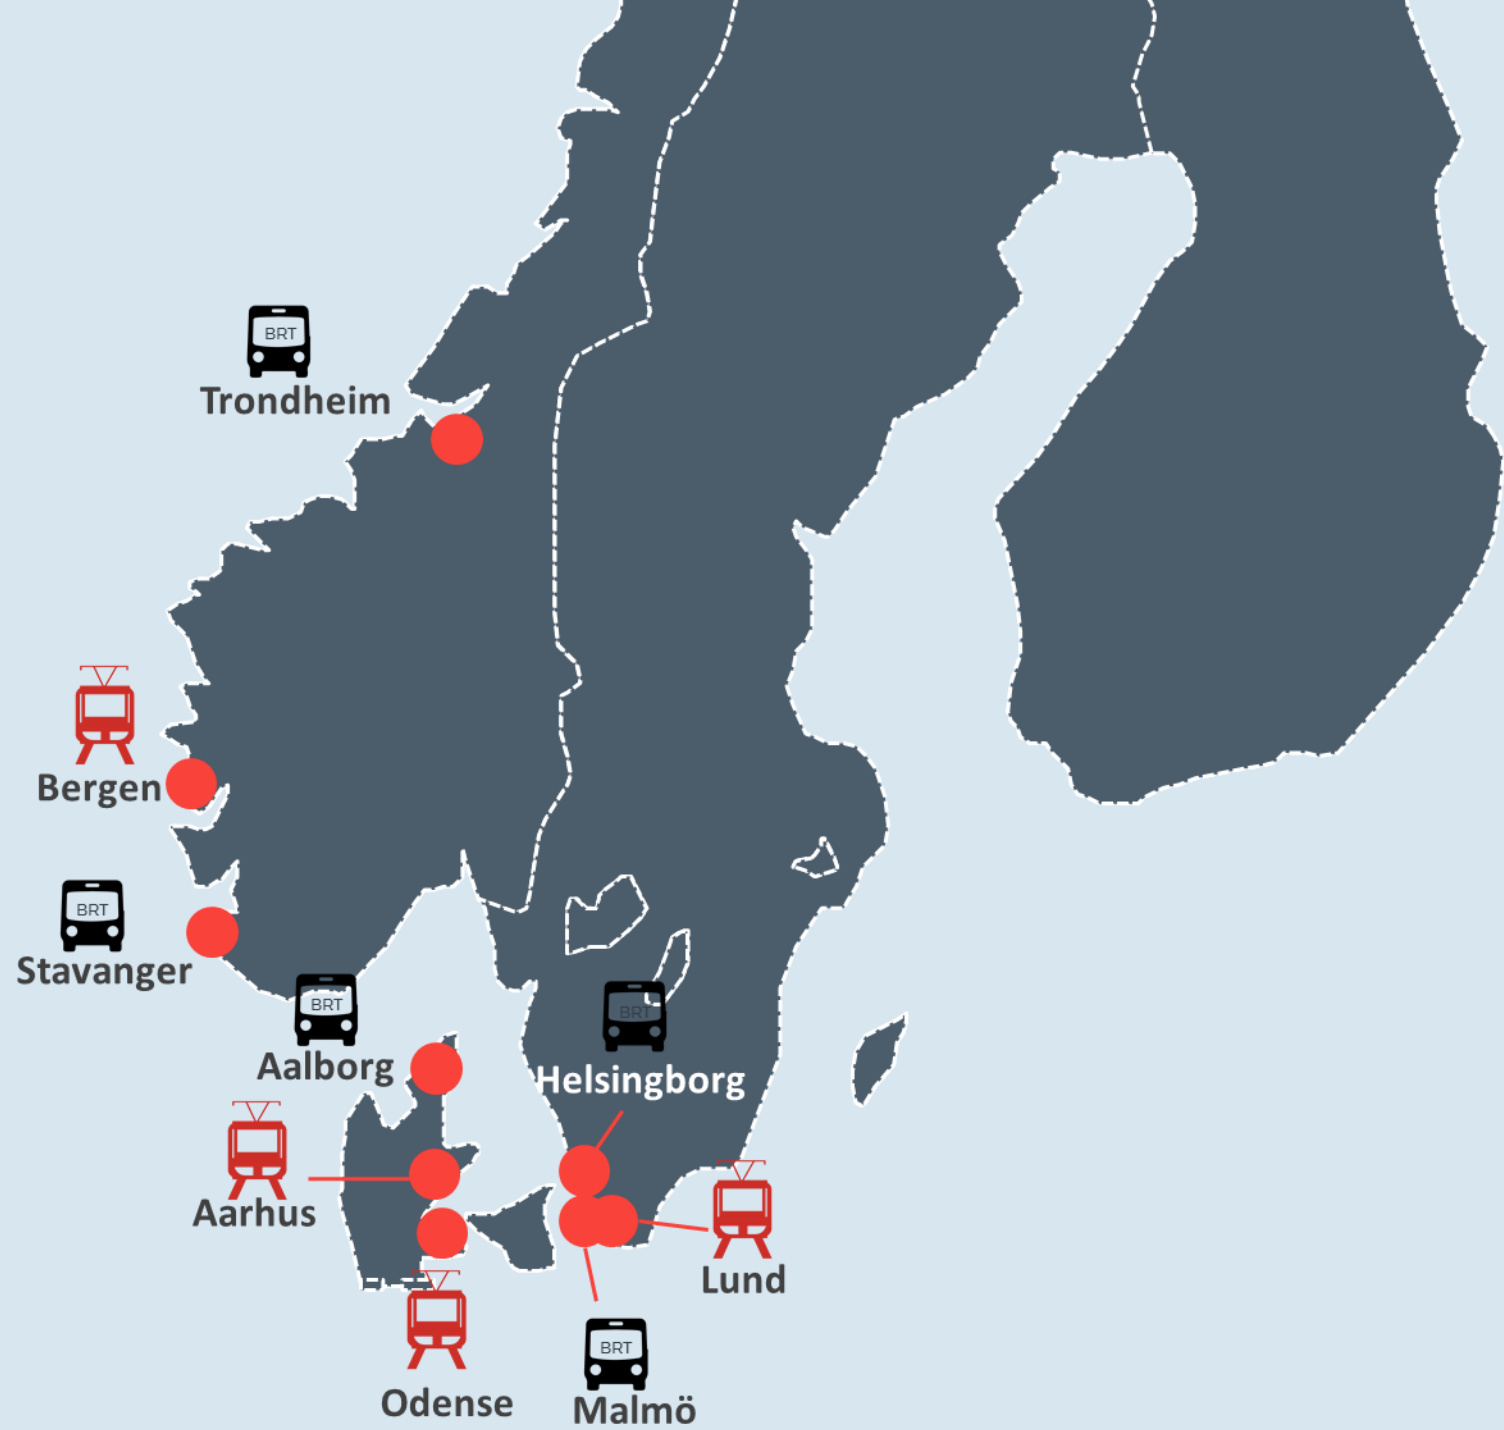 BRT
Trondheim
Bergen
BRT
Stavanger
BRT
Aalborg
BRT
Helsingborg
Aarhus
Lund
Odense
BRT
Malmö